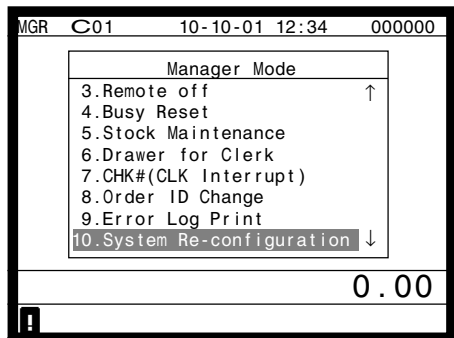 MGR C01 10-10-01 12:34 000000
Manager Mode
3.Remote off ↑
4.Busy Reset
5.Stock Maintenance
6.Drawer for Clerk
7.CHK#(CLK Interrupt)
8.Order ID Change
9.Error Log Print
10.System Re-configuration ↓
0.00
!